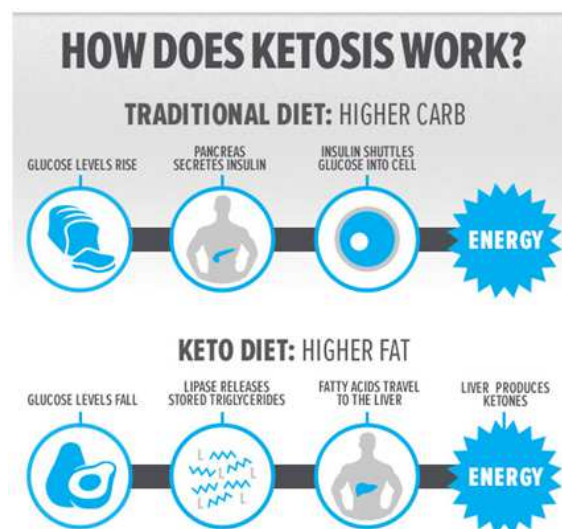 HOW DOES KETOSIS WORK?
TRADITIONAL DIET: HIGHER CARB
GLUCOSE LEVELS RISE
PANCREAS
SECRETES INSULIN
INSULIN SHUTTLES
GLUCOSE INTO CELL
ENERGY
KETO DIET: HIGHER FAT
GLUCOSE LEVELS FALL
LIPASE RELEASES
STORED TRIGLYCERIDES
L L
L L
L
FATTY ACIDS TRAVEL
TO THE LIVER
LIVER PRODUCES
KETONES
ENERGY